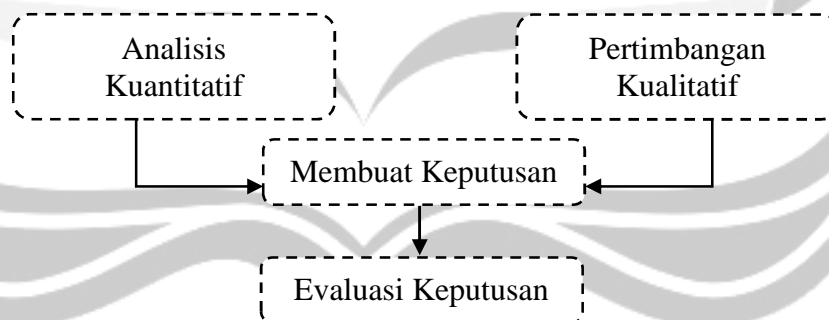 Analisis
Kuantitatif
Pertimbangan
Kualitatif
Membuat Keputusan
Evaluasi Keputusan